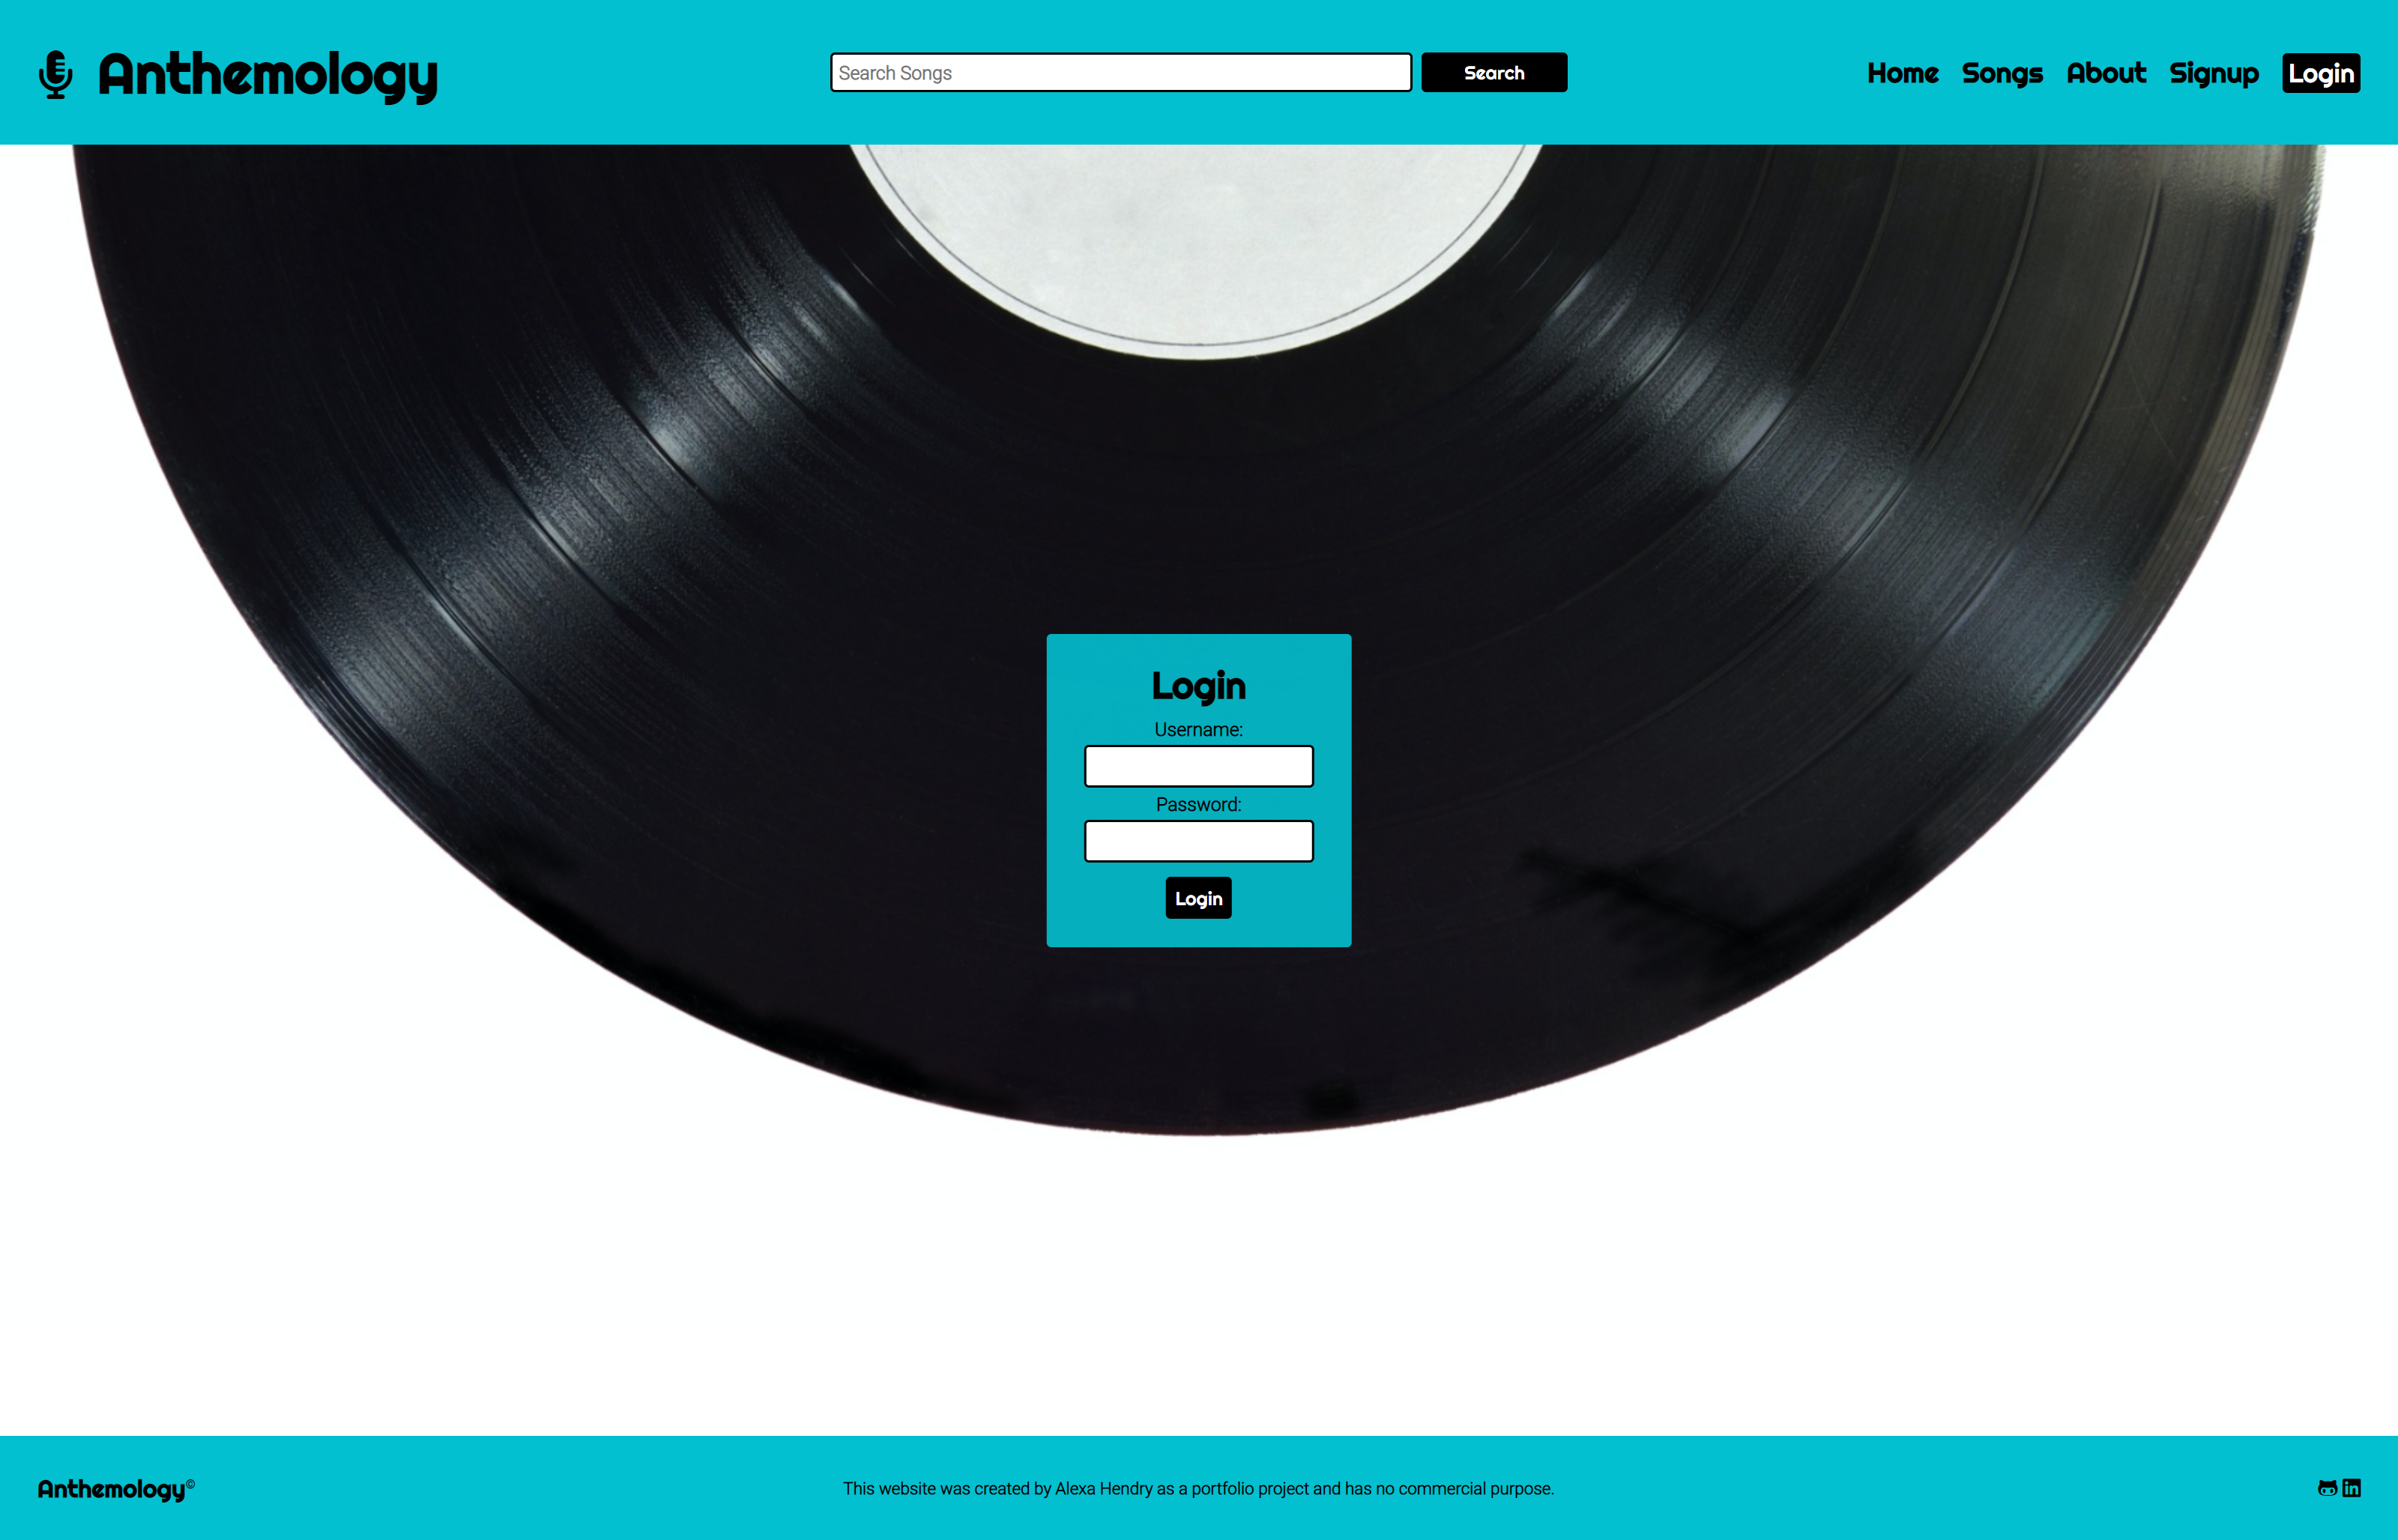 Anthemology
Search Songs
Search
Home Songs About Signup Login
Login
Username:
Password:
Login
Anthemology©
This website was created by Alexa Hendry as a portfolio project and has no commercial purpose.
in